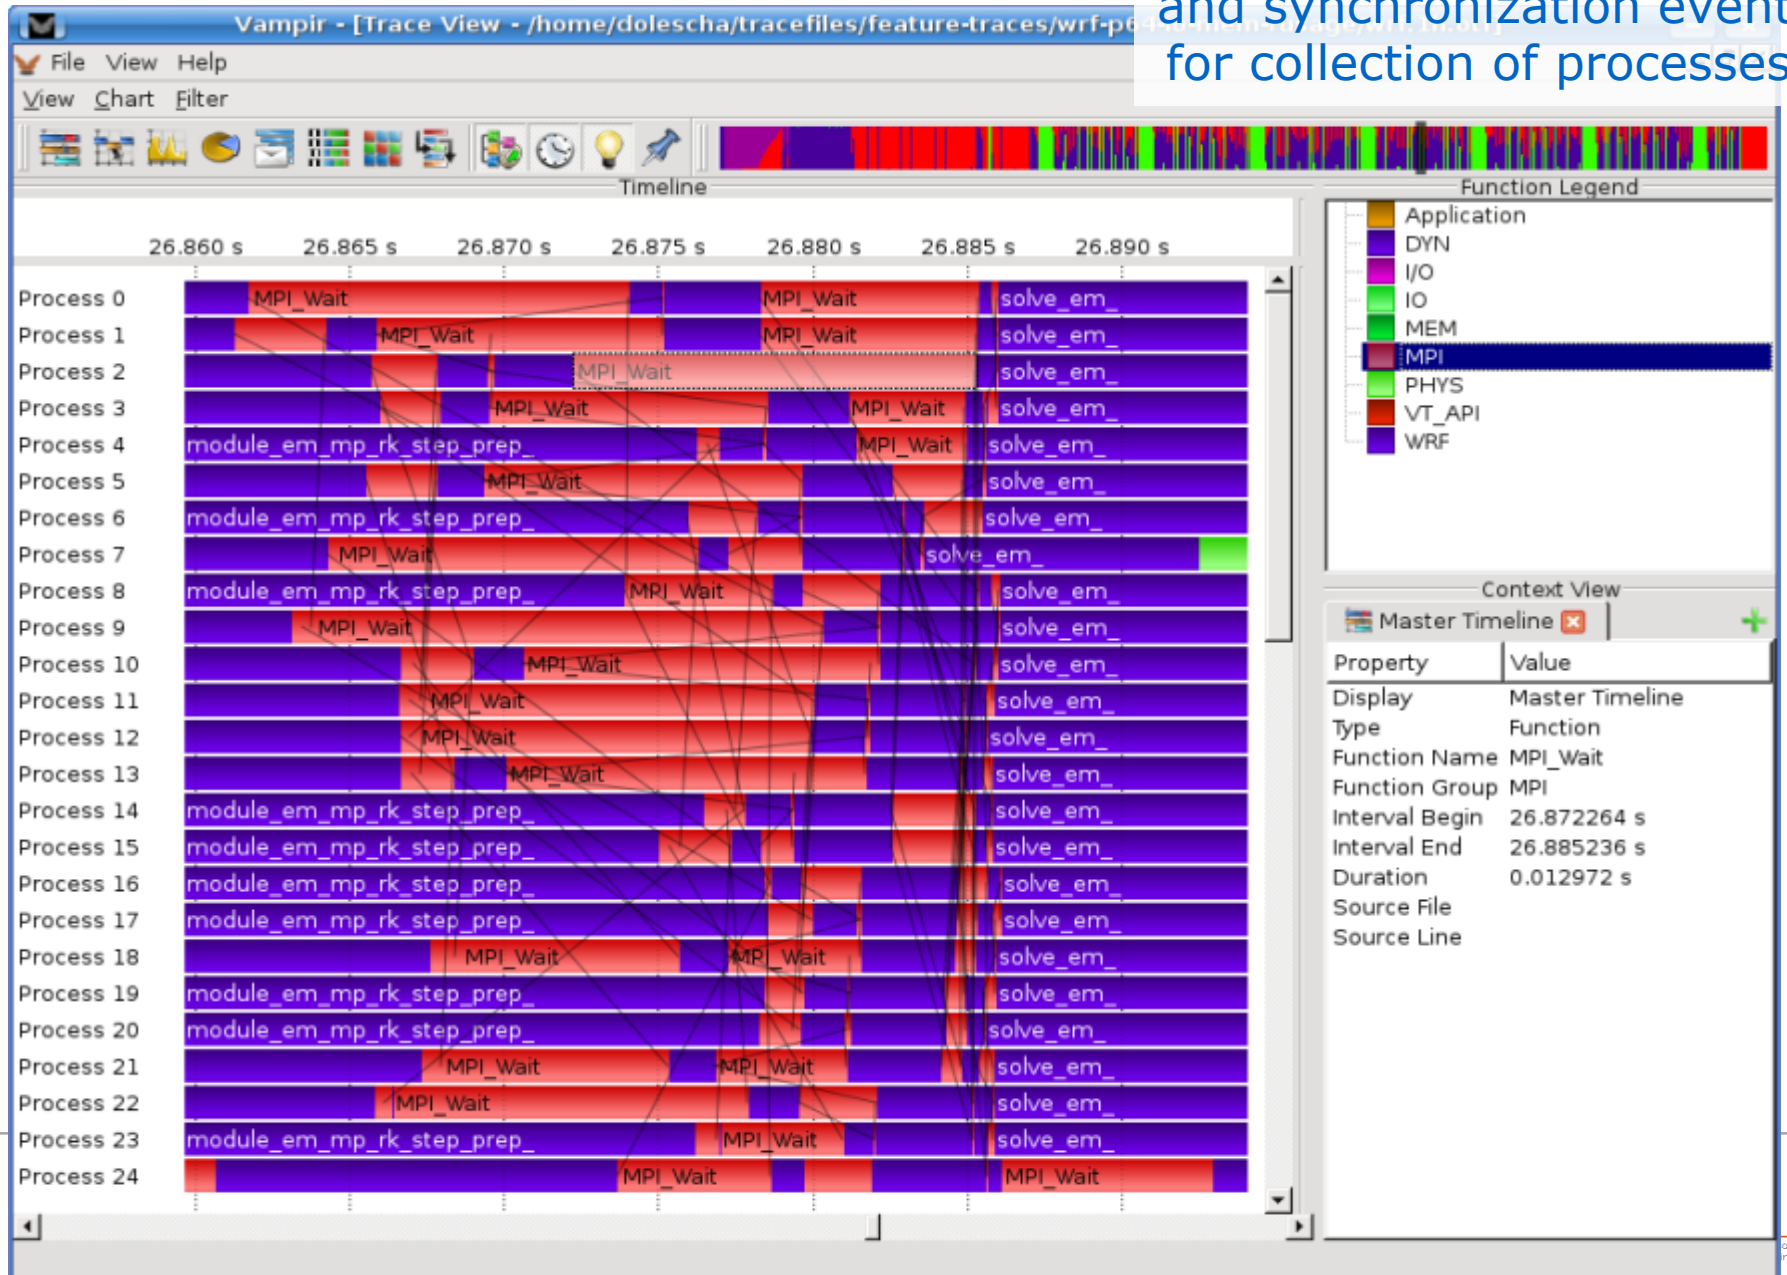 Vampir - [Trace View - /home/dolescha/tracefiles/feature-traces/wrf-p64
and synchronization event
for collection of processes
File View Help
View Chart Filter
Timeline
26.860 s 26.865 s 26.870 s 26.875 s 26.880 s 26.885 s 26.890 s
Process 0 MPI_Wait MPI_Wait solve_em_
Process 1 MPI_Wait MPI_Wait solve_em_
Process 2 MPI_Wait solve_em_
Process 3 MPI_Wait MPI_Wait solve_em_
Process 4 module_em_mp_rk_step_prep_ MPI_Wait solve_em_
Process 5 MPI_Wait solve_em_
Process 6 module_em_mp_rk_step_prep_ solve_em_
Process 7 MPI_Wait solve_em_
Process 8 module_em_mp_rk_step_prep_ MPI_Wait solve_em_
Process 9 MPI_Wait solve_em_
Process 10 MPI_Wait solve_em_
Process 11 MPI_Wait solve_em_
Process 12 MPI_Wait solve_em_
Process 13 MPI_Wait solve_em_
Process 14 module_em_mp_rk_step_prep_ solve_em_
Process 15 module_em_mp_rk_step_prep_ solve_em_
Process 16 module_em_mp_rk_step_prep_ solve_em_
Process 17 module_em_mp_rk_step_prep_ solve_em_
Process 18 MPI_Wait MPI_Wait solve_em_
Process 19 module_em_mp_rk_step_prep_ solve_em_
Process 20 module_em_mp_rk_step_prep_ solve_em_
Process 21 MPI_Wait MPI_Wait solve_em_
Process 22 MPI_Wait solve_em_
Process 23 module_em_mp_rk_step_prep_ MPI_Wait solve_em_
Process 24 MPI_Wait MPI_Wait
Function Legend
Application
DYN
I/O
IO
MEM
MPI
PHYS
VT_API
WRF
Context View
Master Timeline
Property Value
Display Master Timeline
Type Function
Function Name MPI_Wait
Function Group MPI
Interval Begin 26.872264 s
Interval End 26.885236 s
Duration 0.012972 s
Source File
Source Line